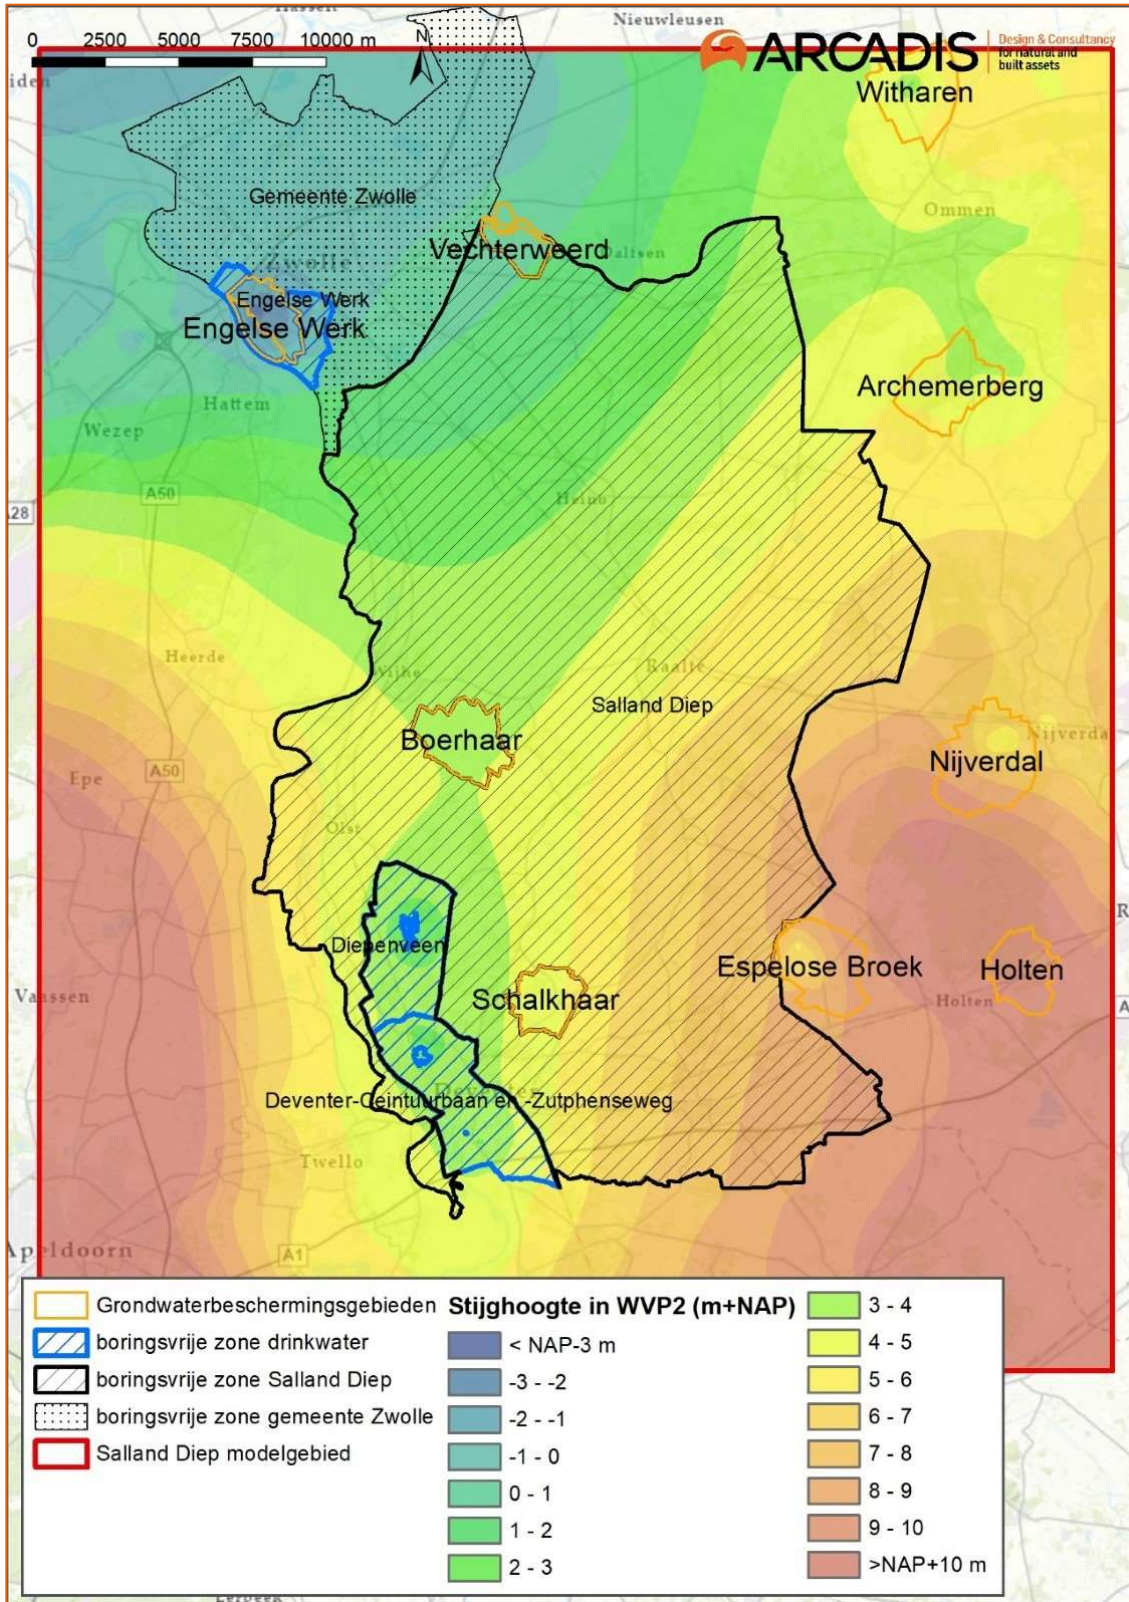 Hasselt
Nieuwleusen
0 2500 5000 7500 10000 m
N
ARCADIS
Design & Consultancy
for natural and
built assets
Witharen
Gemeente Zwolle
Ommen
Vechterweerd
Dalfsen
Zwolle
Engelse Werk
Engelse Werk
Archemerberg
Hattem
Wezep
A50
A28
Heino
Heerde
Wijhe
Raalte
Salland Diep
Boerhaar
Nijverda
Nijverdal
Epe
A50
Olst
Diepenveen
Espelose Broek
Holten
Vaassen
Schalkhaar
Holten
Deventer
Deventer-Ceintuurbaan en -Zutphenseweg
Twello
Apeldoorn
A1
Grondwaterbeschermingsgebieden
boringsvrije zone drinkwater
boringsvrije zone Salland Diep
boringsvrije zone gemeente Zwolle
Salland Diep modelgebied
Stijghoogte in WVP2 (m+NAP)
< NAP-3 m
-3 - -2
-2 - -1
-1 - 0
0 - 1
1 - 2
2 - 3
3 - 4
4 - 5
5 - 6
6 - 7
7 - 8
8 - 9
9 - 10
>NAP+10 m